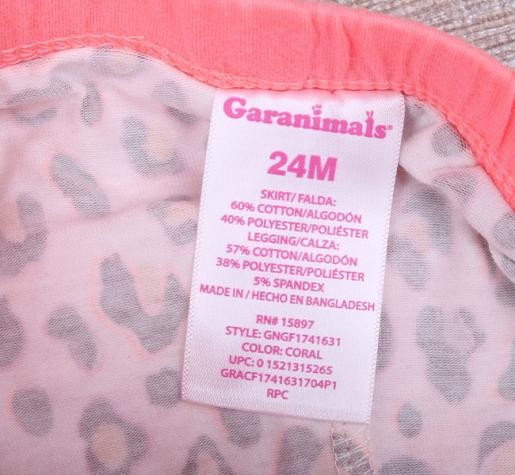 Garanimals®
24M
SKIRT/ FALDA:
60% COTTON/ALGODÓN
40% POLYESTER/POLIÉSTER
LEGGING/CALZA:
57% COTTON/ALGODÓN
38% POLYESTER/POLIÉSTER
5% SPANDEX
MADE IN / HECHO EN BANGLADESH
RN# 15897
STYLE: GNGF1741631
COLOR: CORAL
UPC: 0 1521315265
GRACF1741631704P1
RPC